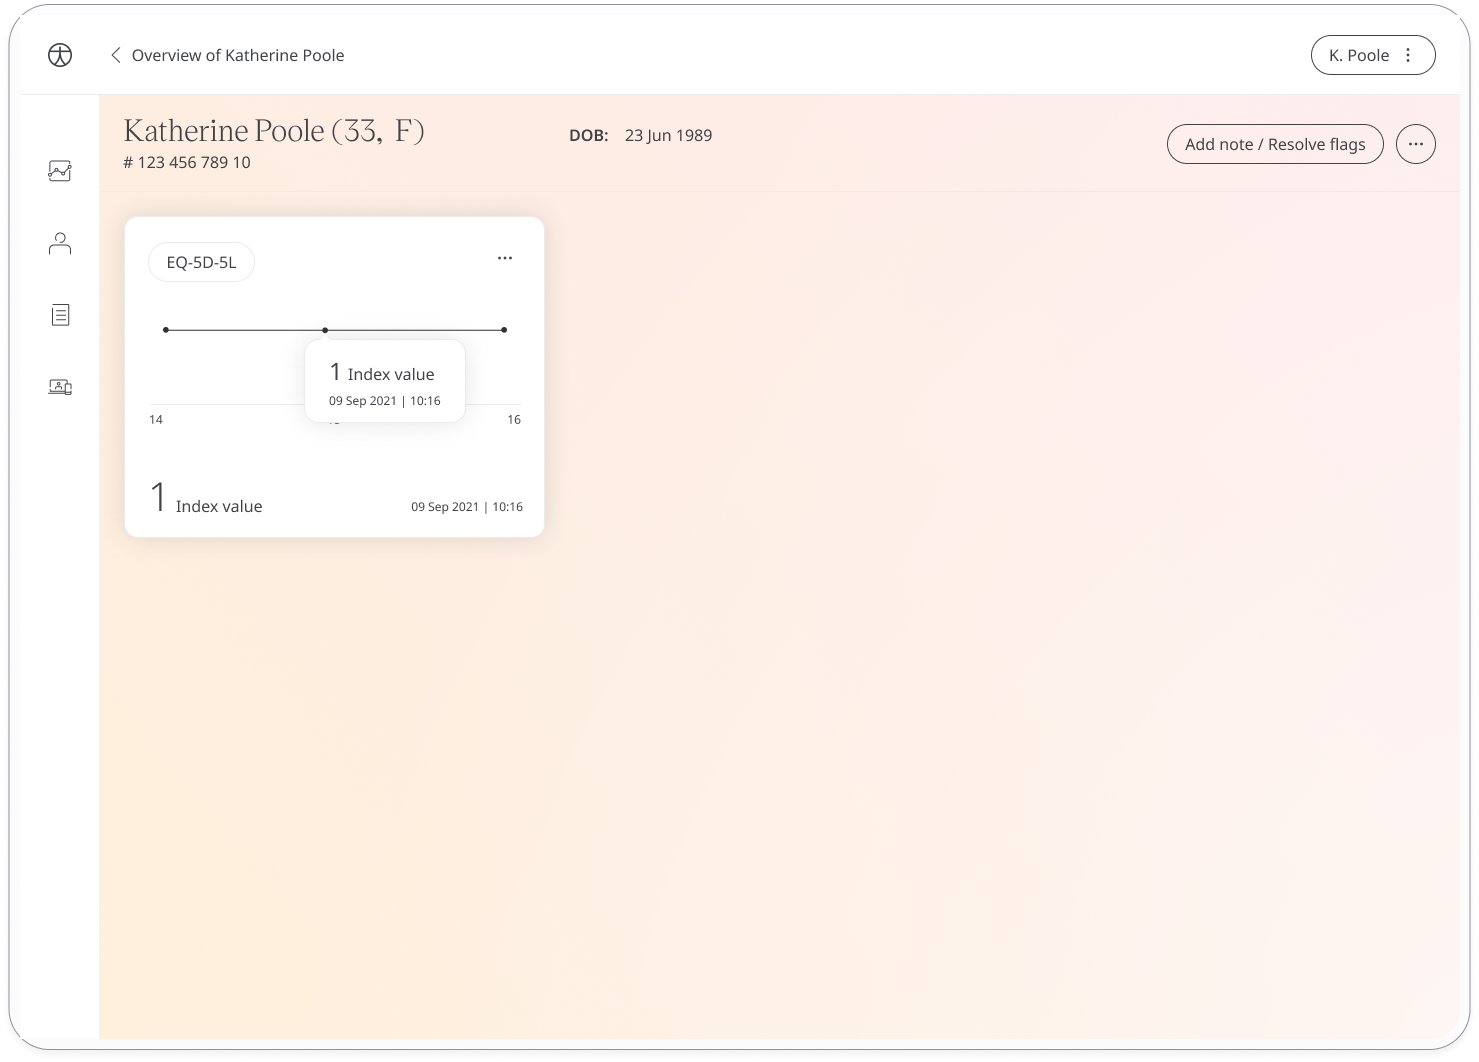 Overview of Katherine Poole
K. Poole
Katherine Poole (33, F)
DOB: 23 Jun 1989
# 123 456 789 10
Add note / Resolve flags
EQ-5D-5L
1 Index value
09 Sep 2021 | 10:16
14
16
1 Index value
09 Sep 2021 | 10:16